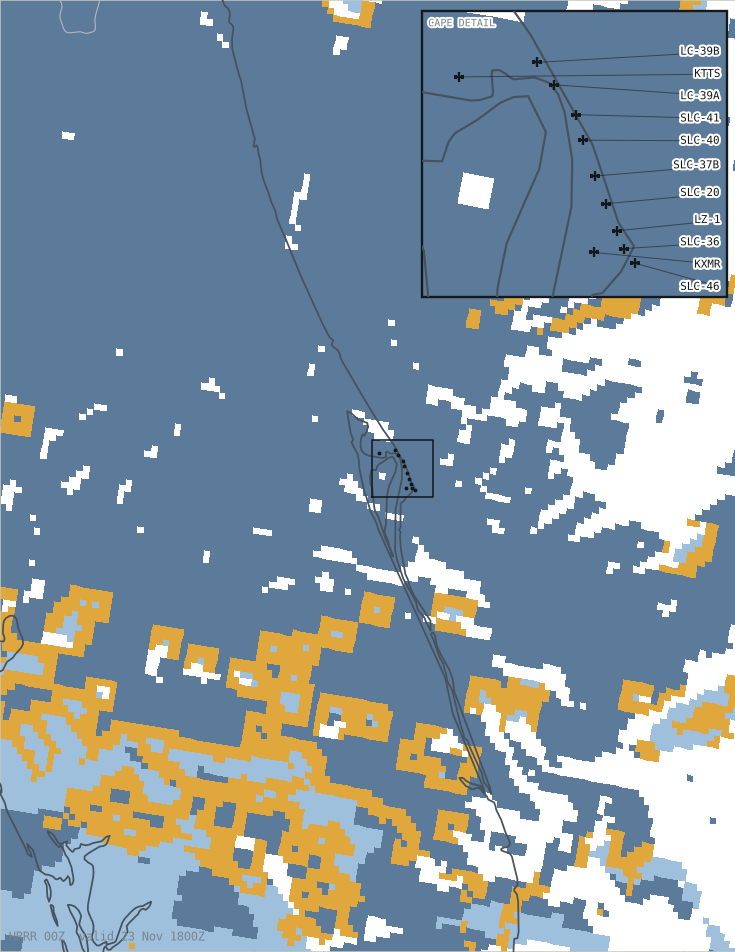 CAPE DETAIL
LC-39B
KTTS
LC-39A
SLC-41
SLC-40
SLC-37B
SLC-20
LZ-1
SLC-36
KXMR
SLC-46
HRRR 00Z  valid 23 Nov 1800Z